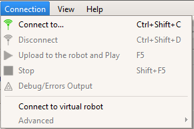 Connection View Help
Connect to... Ctrl+Shift+C
Disconnect Ctrl+Shift+D
Upload to the robot and Play F5
Stop Shift+F5
Debug/Errors Output
Connect to virtual robot
Advanced